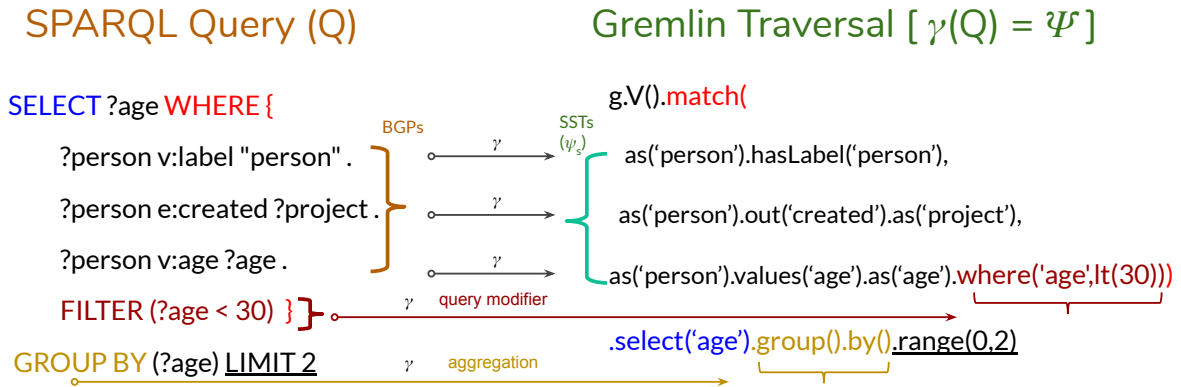 SPARQL Query (Q)
Gremlin Traversal [ γ(Q) = Ψ ]
SELECT ?age WHERE {
?person v:label "person" .
?person e:created ?project .
?person v:age ?age .
FILTER (?age < 30) }
GROUP BY (?age) LIMIT 2
BGPs
γ
γ
γ
γ
query modifier
γ
aggregation
SSTs
(ψs)
g.V().match(
as(‘person’).hasLabel(‘person’),
as(‘person’).out(‘created’).as(‘project’),
as(‘person’).values(‘age’).as(‘age’).where('age',lt(30)))
.select(‘age’).group().by().range(0,2)